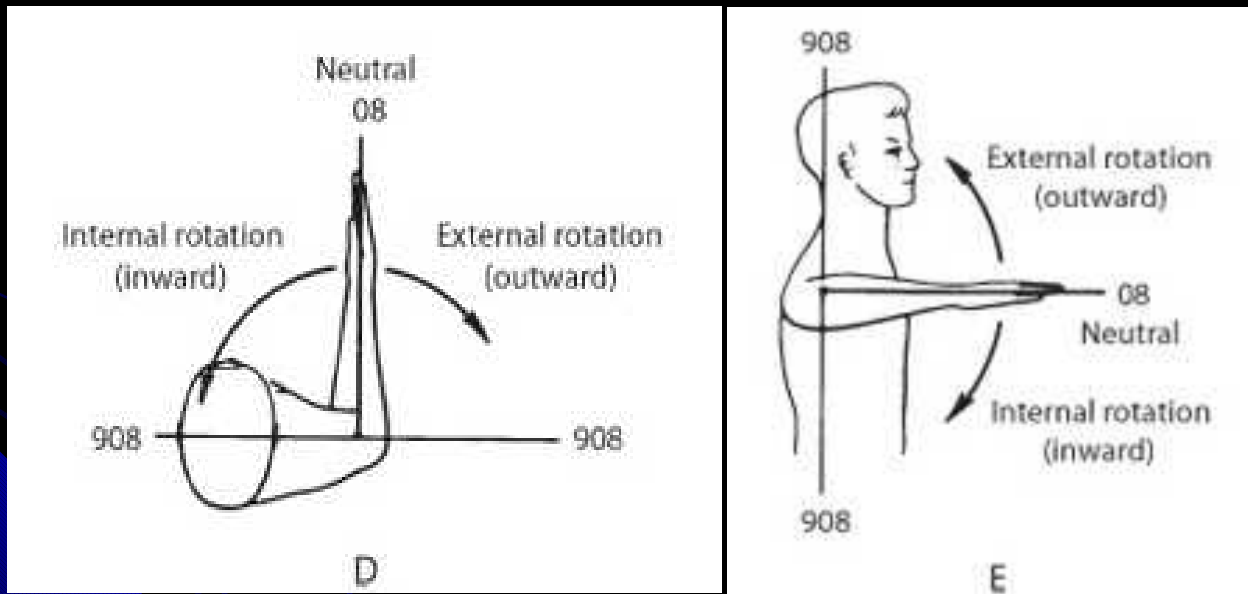 Neutral
08
Internal rotation
(inward)
External rotation
(outward)
908
908
D
908
External rotation
(outward)
08
Neutral
Internal rotation
(inward)
908
E